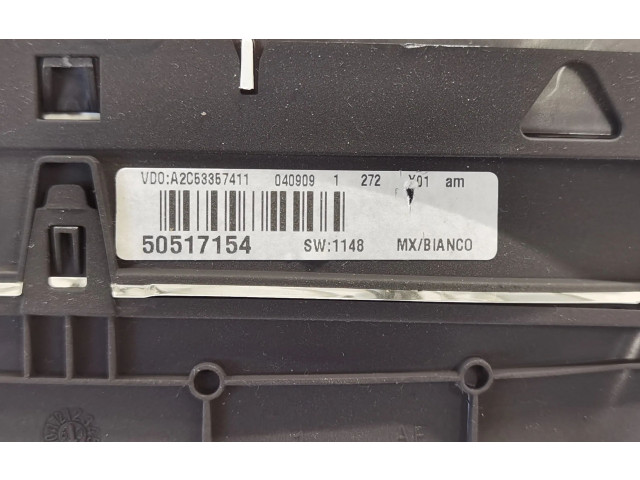 VDO:A2C53357411 040909 1 272 X01 am
50517154 SW:1148 MX/BIANCO